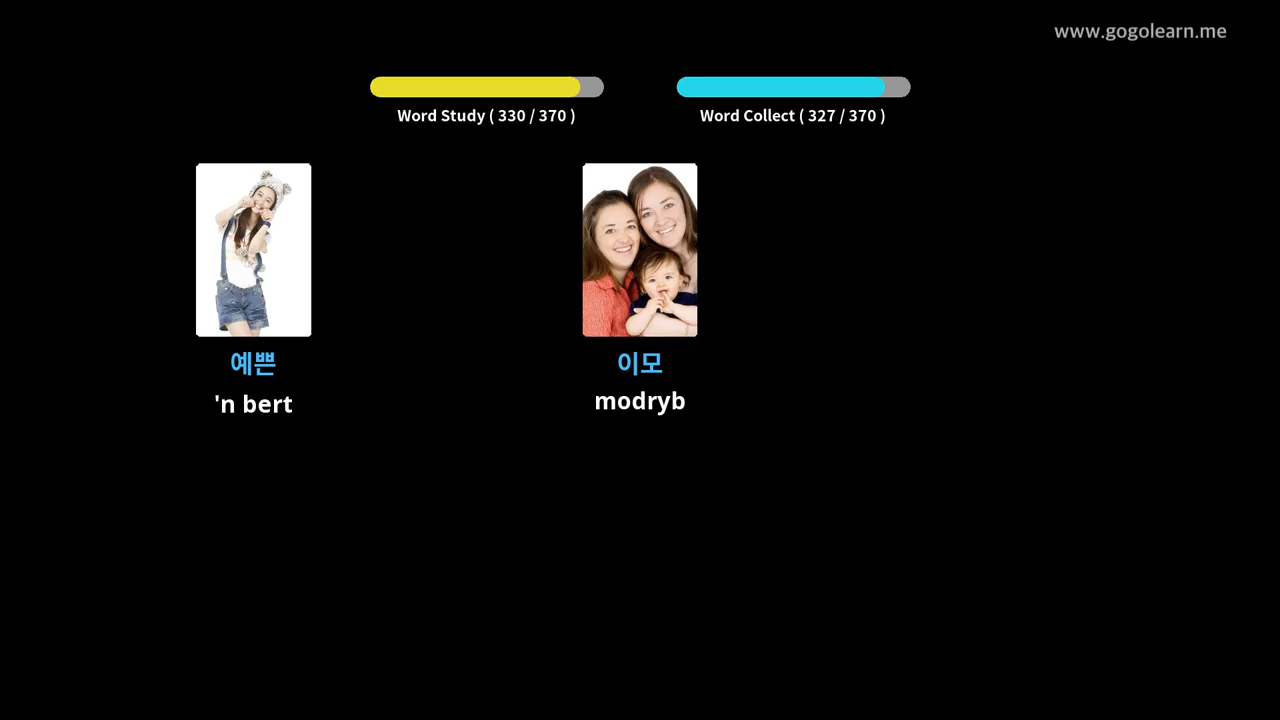 www.gogolearn.me
Word Study ( 330 / 370 )
Word Collect ( 327 / 370 )
예쁜
'n bert
이모
modryb